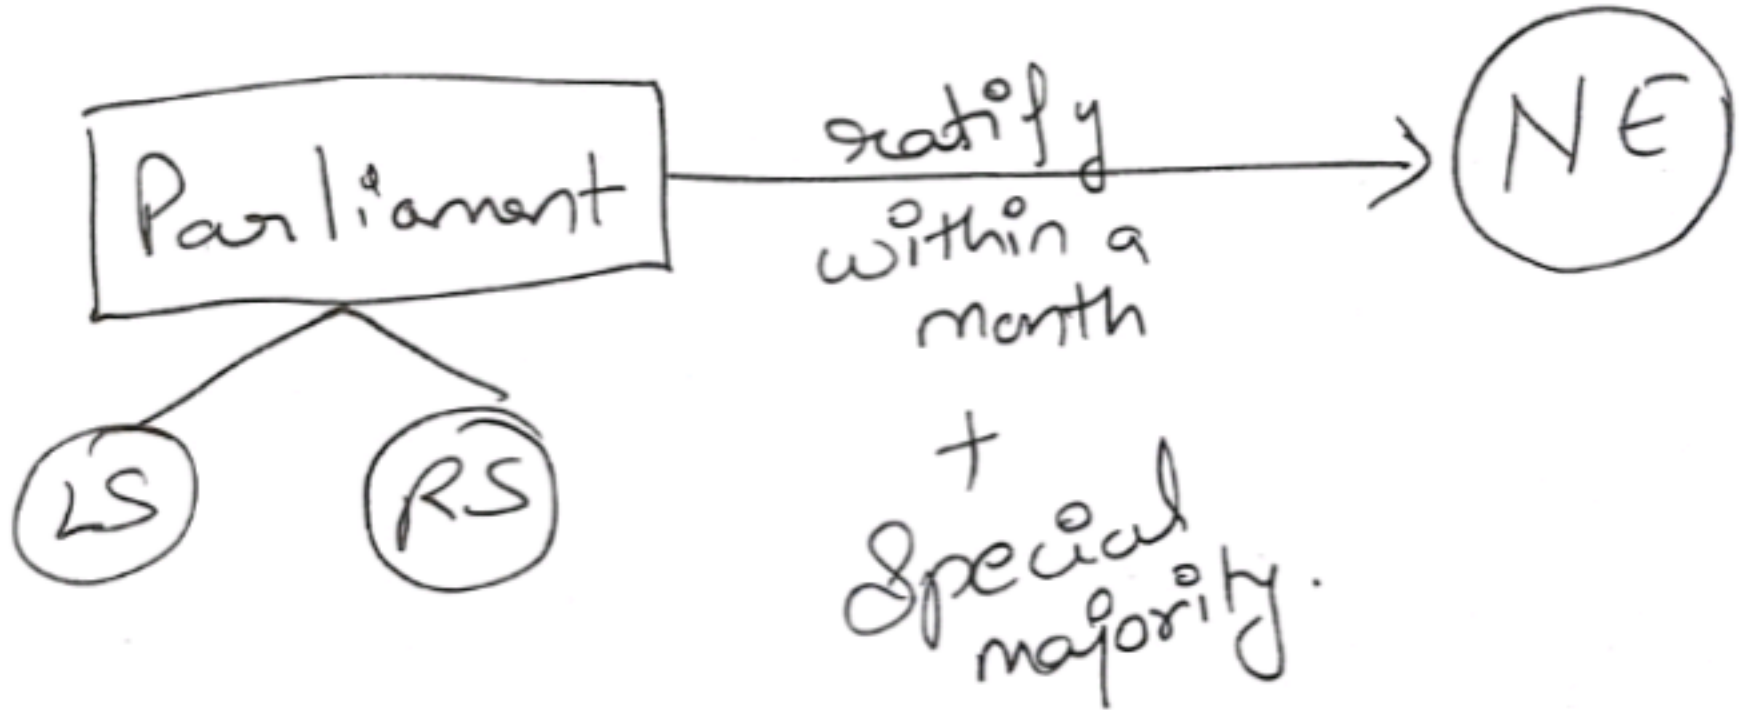 Parliament
ratify
within a
month
+
Special
majority.
NE
LS
RS